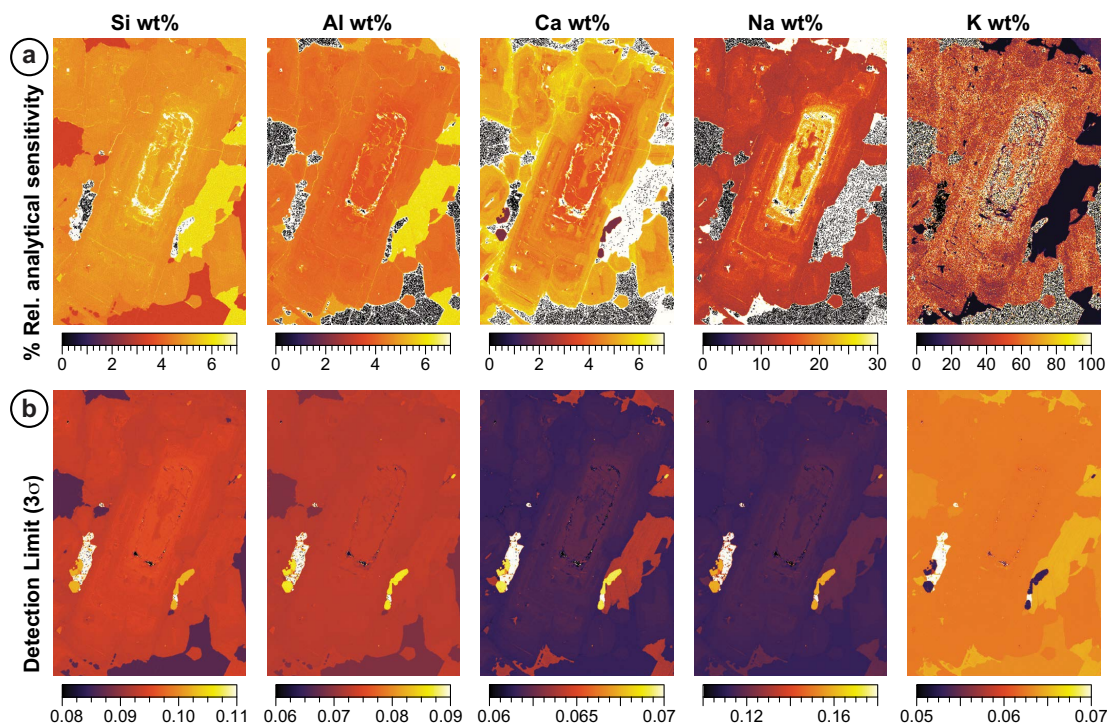 Si wt% Al wt% Ca wt% Na wt% K wt%
a
% Rel. analytical sensitivity
0 2 4 6 0 2 4 6 0 2 4 6 0 10 20 30 0 20 40 60 80 100
b
Detection Limit (3σ)
0.08 0.09 0.10 0.11 0.06 0.07 0.08 0.09 0.06 0.065 0.07 0.12 0.16 0.05 0.06 0.07